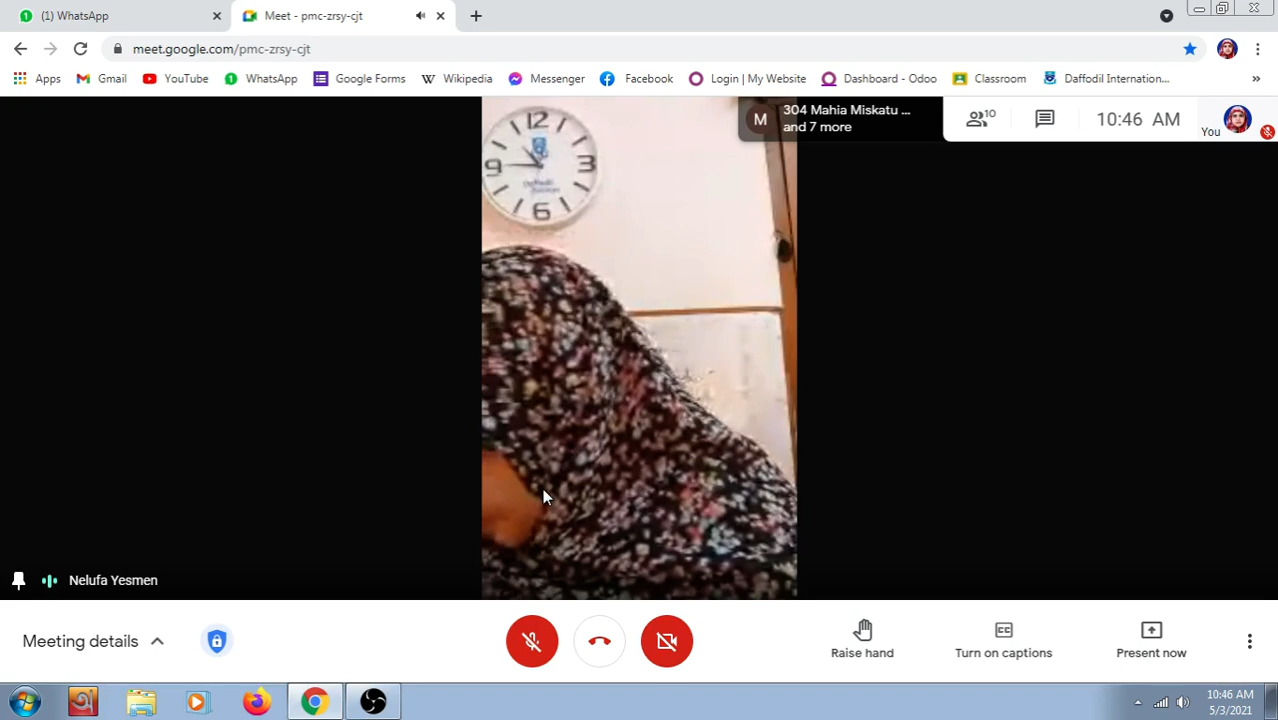 (1) WhatsApp
Meet - pmc-zrsy-cjt
meet.google.com/pmc-zrsy-cjt
Apps
Gmail
YouTube
WhatsApp
Google Forms
Wikipedia
Messenger
Facebook
Login | My Website
Dashboard - Odoo
Classroom
Daffodil Internation...
»
12
3
6
9
M
304 Mahia Miskatu ...
and 7 more
10
10:46 AM
You
Nelufa Yesmen
Meeting details
Raise hand
CC
Turn on captions
Present now
10:46 AM
5/3/2021